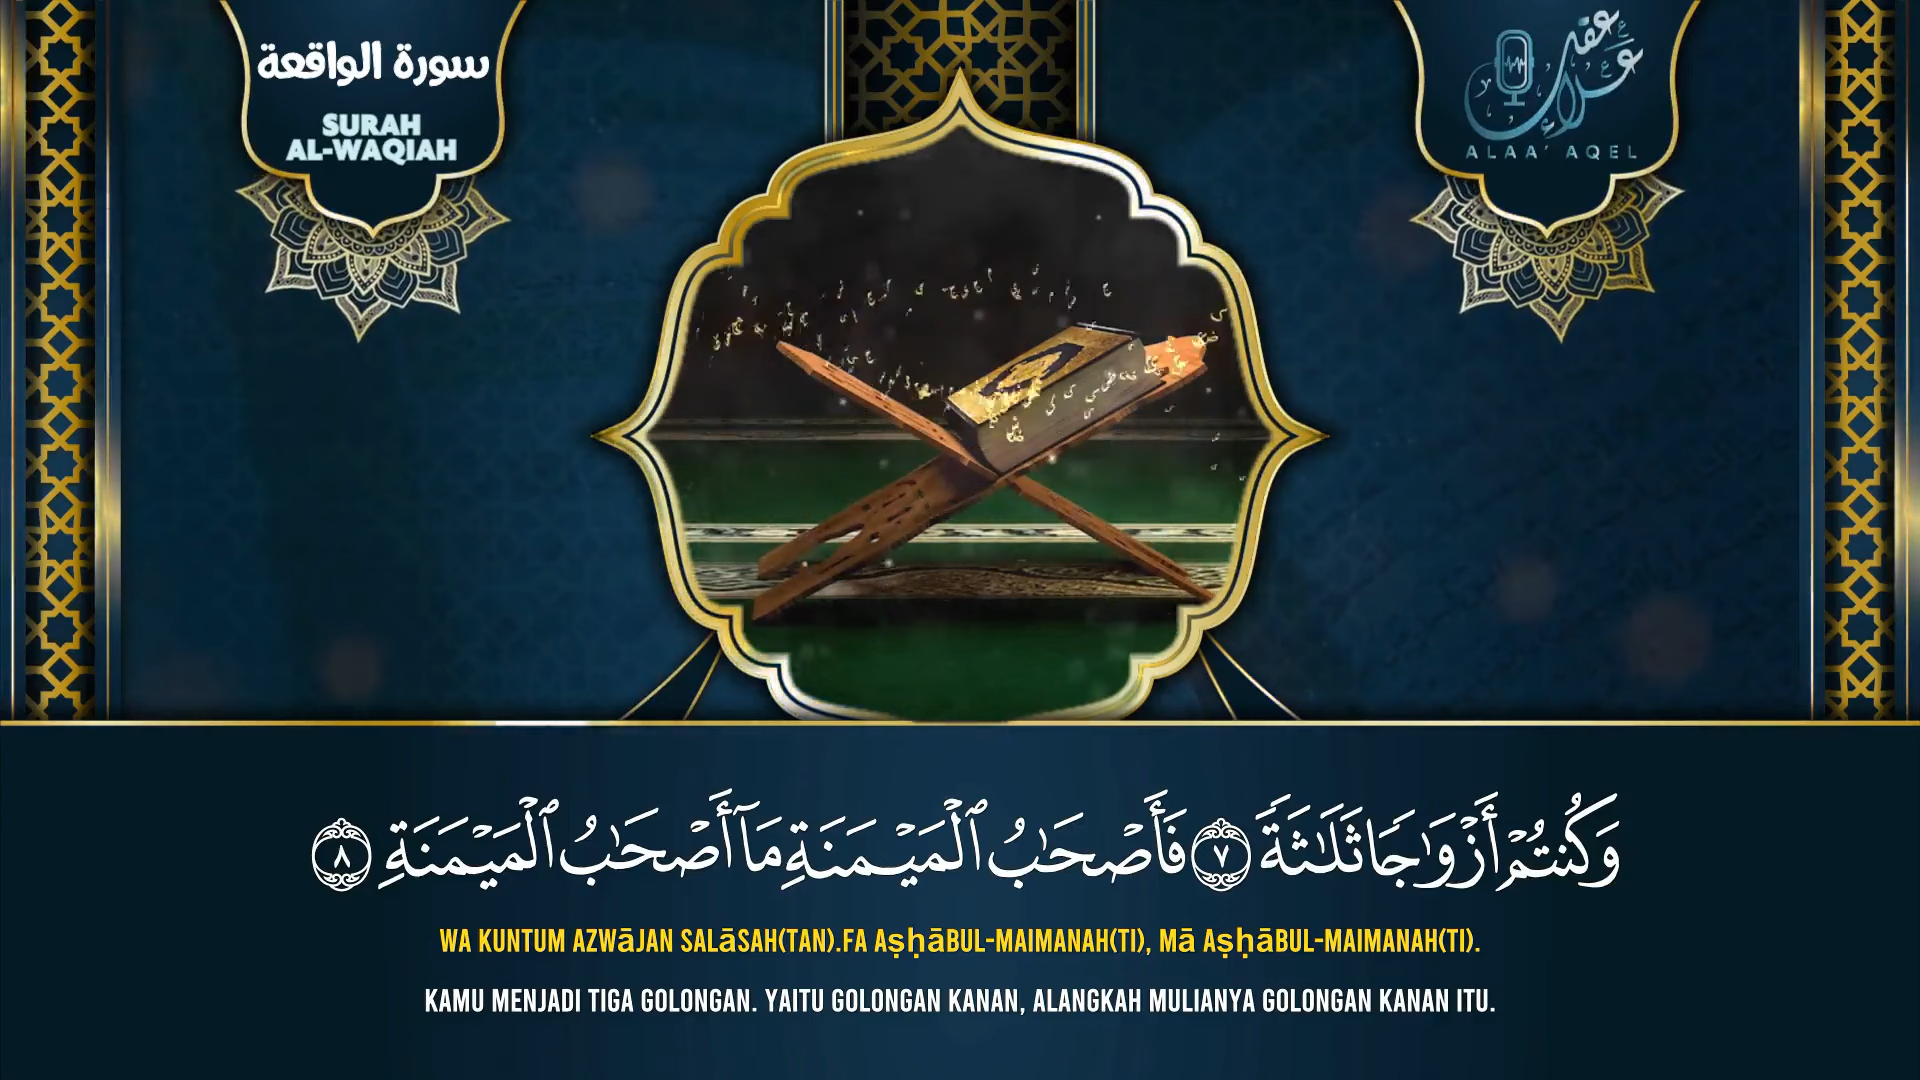 سورة الواقعة
SURAH
AL-WAQIAH
علاء عقل
ALAA' AQEL
وَكُنتُمْ أَزْوَٰجًا ثَلَٰثَةً ٧ فَأَصْحَٰبُ ٱلْمَيْمَنَةِ مَآ أَصْحَٰبُ ٱلْمَيْمَنَةِ ٨
WA KUNTUM AZWāJAN SALāSAH(TAN).FA AṣḥāBUL-MAIMANAH(TI), Mā AṣḥāBUL-MAIMANAH(TI).
KAMU MENJADI TIGA GOLONGAN. YAITU GOLONGAN KANAN, ALANGKAH MULIANYA GOLONGAN KANAN ITU.